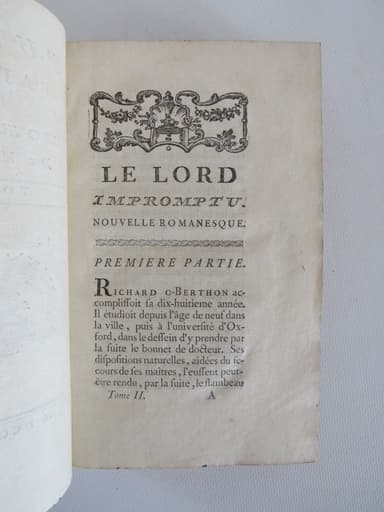 LE LORD
IMPROMPTU.
NOUVELLE ROMANESQUE.
PREMIERE PARTIE.
RICHARD O-BERTHON ac-
complissoit sa dix-huitieme année.
Il étudioit depuis l'âge de neuf dans
la ville, puis à l'université d'Ox-
ford, dans le dessein d'y prendre par
la suite le bonnet de docteur. Ses
dispositions naturelles, aidées du se-
cours de ses maîtres, l'eussent peut-
être rendu, par la suite, le flambeau
Tome II. A